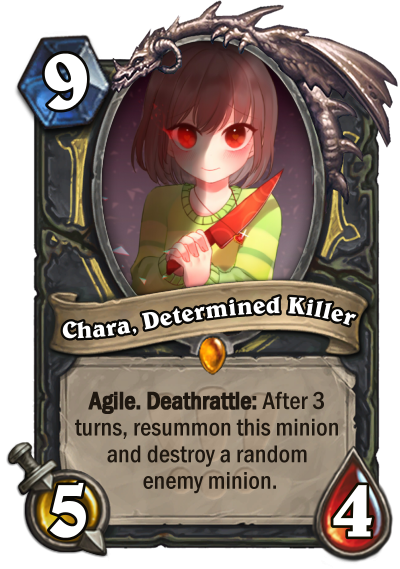 9
Chara, Determined Killer
Agile. Deathrattle: After 3
turns, resummon this minion
and destroy a random
enemy minion.
5
4